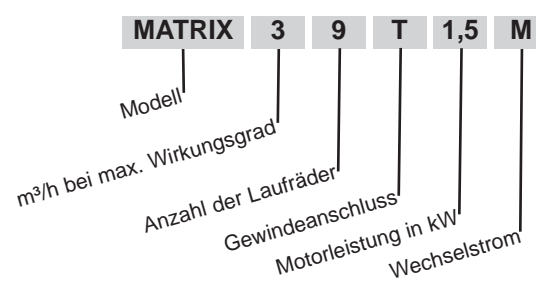 MATRIX 3 9 T 1,5 M
Modell
m³/h bei max. Wirkungsgrad
Anzahl der Laufräder
Gewindeanschluss
Motorleistung in kW
Wechselstrom